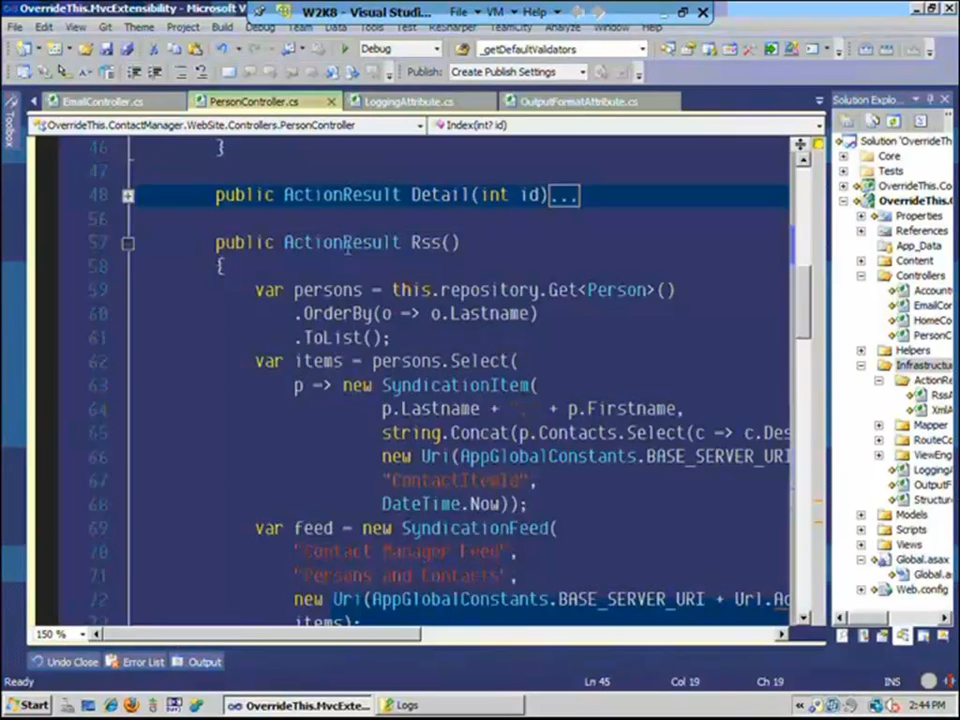 OverrideThis.MvcExtensibility - Microsoft V
W2K8 - Visual Studi...
File
VM
Help
File Edit View Git Theme Project Build Debug Team Data Tools Test ReSharper Analyze Window Help
Debug
_getDefaultValidators
Publish: Create Publish Settings
EmailController.cs
PersonController.cs
LoggingAttribute.cs
OutputFormatAttribute.cs
Solution Explo...
Toolbox
OverrideThis.ContactManager.WebSite.Controllers.PersonController
Index(int? id)
46 }
47
48 public ActionResult Detail(int id)...
56
57 public ActionResult Rss()
58 {
59 var persons = this.repository.Get<Person>()
60 .OrderBy(o => o.Lastname)
61 .ToList();
62 var items = persons.Select(
63 p => new SyndicationItem(
64 p.Lastname + ", " + p.Firstname,
65 string.Concat(p.Contacts.Select(c => c.Des
66 new Uri(AppGlobalConstants.BASE_SERVER_URI
67 "ContactItemId",
68 DateTime.Now));
69 var feed = new SyndicationFeed(
70 "Contact Manager Feed",
71 "Persons and Contacts",
72 new Uri(AppGlobalConstants.BASE_SERVER_URI + Url.Ac
items);
Solution 'OverrideThi
Core
Tests
OverrideThis.Co
OverrideThis.
Properties
References
App_Data
Content
Controllers
Accoun
EmailCo
HomeCo
PersonC
Helpers
Infrastructu
ActionRe
RssA
XmlA
Mapper
RouteCo
ViewEng
Logging
OutputF
Structur
Models
Scripts
Views
Global.asax
Global.a
Web.config
150 %
Undo Close
Error List
Output
Ready
Ln 45
Col 19
Ch 19
INS
Start
OverrideThis.MvcExte...
Logs
2:44 PM